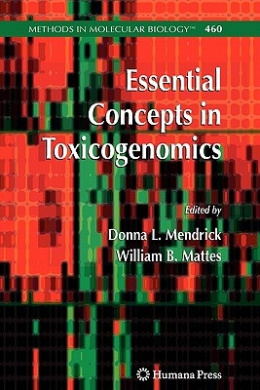 METHODS IN MOLECULAR BIOLOGY™ 460
Essential
Concepts in
Toxicogenomics
Edited by
Donna L. Mendrick
William B. Mattes
Humana Press